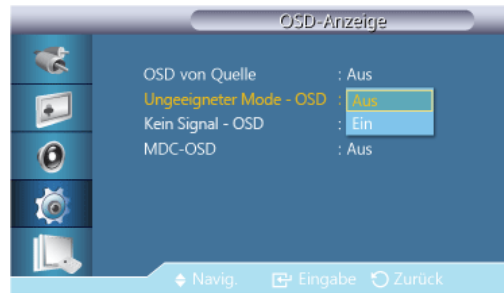 OSD-Anzeige
OSD von Quelle : Aus
Ungeeigneter Mode - OSD : Aus
Kein Signal - OSD : Ein
MDC-OSD : Aus
Navig. Eingabe Zurück